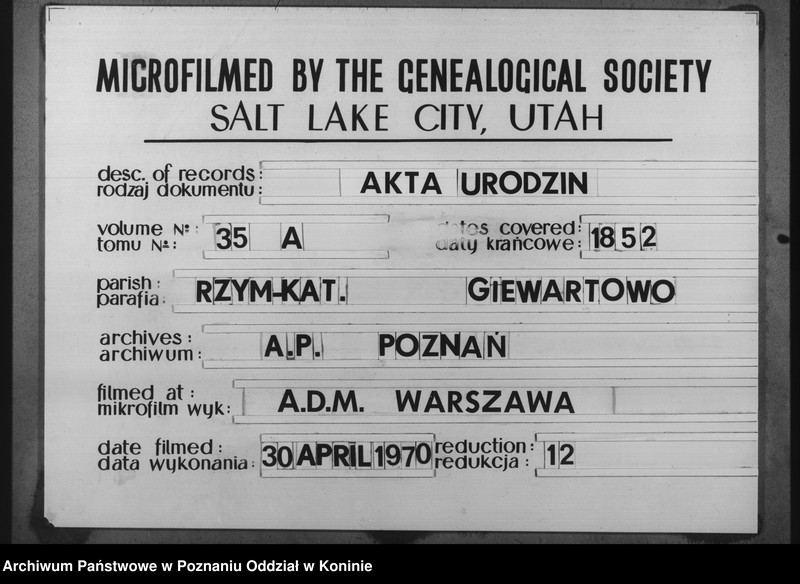 MICROFILMED BY THE GENEALOGICAL SOCIETY
SALT LAKE CITY, UTAH
desc. of records: AKTA URODZIN
rodzaj dokumentu:
volume Nº: 35 A dates covered: 1852
tomu Nº: daty krańcowe:
parish: RZYM-KAT. GIEWARTOWO
parafia:
archives: A.P. POZNAŃ
archiwum:
filmed at: A.D.M. WARSZAWA
mikrofilm wyk:
date filmed: 30 APRIL 1970 reduction: 12
data wykonania: redukcja:
Archiwum Państwowe w Poznaniu Oddział w Koninie